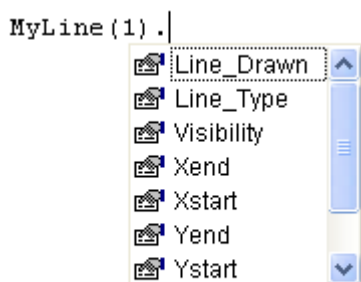 MyLine(1).
Line_Drawn
Line_Type
Visibility
Xend
Xstart
Yend
Ystart